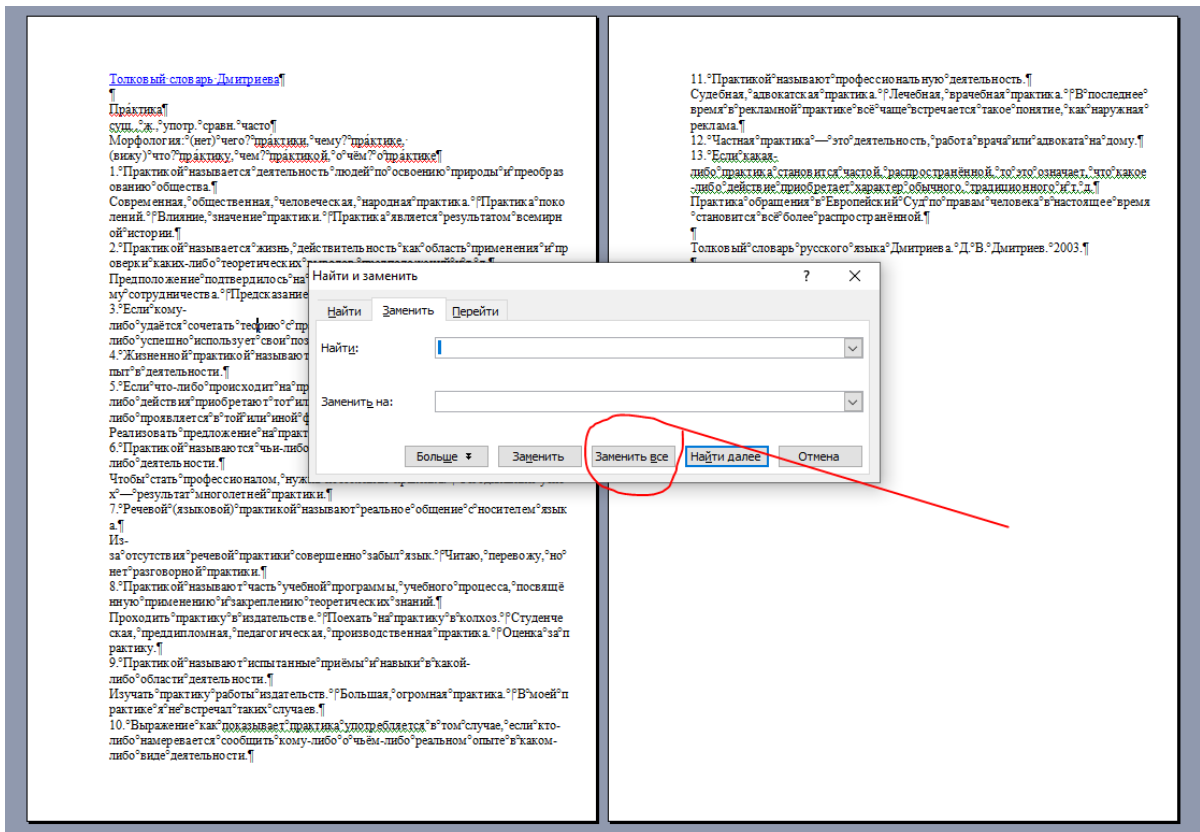 Толковый·словарь·Дмитриева¶
¶
Пра́ктика¶
сущ.,°ж.,°употр.°сравн.°часто¶
Морфология:°(нет)°чего?°пра́ктики,°чему?°пра́ктике,·
(вижу)°что?°пра́ктику,°чем?°пра́ктикой,°о°чём?°о°пра́ктике¶
1.°Практикой°называется°деятельность°людей°по°освоению°природы°и°преобраз
ованию°общества.¶
Современная,°общественная,°человеческая,°народная°практика.°|°Практика°поко
лений.°|°Влияние,°значение°практики.°|°Практика°является°результатом°всемирн
ой°истории.¶
2.°Практикой°называется°жизнь,°действительность°как°область°применения°и°пр
оверки°каких-либо°теоретических°
Предположение°подтвердилось°на°
му°сотрудничества.°|°Предсказание
3.°Если°кому-
либо°удаётся°сочетать°теорию°с°пр
либо°успешно°использует°свои°поз
4.°Жизненной°практикой°называют
пыт°в°деятельности.¶
5.°Если°что-либо°происходит°на°пр
либо°действия°приобретают°тот°ил
либо°проявляется°в°той°или°иной°ф
Реализовать°предложение°на°практ
6.°Практикой°называются°чьи-либо
либо°деятельности.¶
Чтобы°стать°профессионалом,°нуж
х°—°результат°многолетней°практики.¶
7.°Речевой°(языковой)°практикой°называют°реальное°общение°с°носителем°язык
а.¶
Из-
за°отсутствия°речевой°практики°совершенно°забыл°язык.°|°Читаю,°перевожу,°но°
нет°разговорной°практики.¶
8.°Практикой°называют°часть°учебной°программы,°учебного°процесса,°посвящё
нную°применению°и°закреплению°теоретических°знаний.¶
Проходить°практику°в°издательстве.°|°Поехать°на°практику°в°колхоз.°|°Студенче
ская,°преддипломная,°педагогическая,°производственная°практика.°|°Оценка°за°п
рактику.¶
9.°Практикой°называют°испытанные°приёмы°и°навыки°в°какой-
либо°области°деятельности.¶
Изучать°практику°работы°издательств.°|°Большая,°огромная°практика.°|°В°моей°п
рактике°я°не°встречал°таких°случаев.¶
10.°Выражение°как°показывает°практика°употребляется°в°том°случае,°если°кто-
либо°намеревается°сообщить°кому-либо°о°чьём-либо°реальном°опыте°в°каком-
либо°виде°деятельности.¶
11.°Практикой°называют°профессиональную°деятельность.¶
Судебная,°адвокатская°практика.°|°Лечебная,°врачебная°практика.°|°В°последнее°
время°в°рекламной°практике°всё°чаще°встречается°такое°понятие,°как°наружная°
реклама.¶
12.°Частная°практика°—°это°деятельность,°работа°врача°или°адвоката°на°дому.¶
13.°Если°какая-
либо°практика°становится°частой,°распространённой,°то°это°означает,°что°какое
-либо°действие°приобретает°характер°обычного,°традиционного°и°т.°д.¶
Практика°обращения°в°Европейский°Суд°по°правам°человека°в°настоящее°время
°становится°всё°более°распространённой.¶
¶
Толковый°словарь°русского°языка°Дмитриева.°Д.°В.°Дмитриев.°2003.¶
Найти и заменить ? ×
Найти Заменить Перейти
Найти:
Заменить на:
Больше Заменить Заменить все Найти далее Отмена